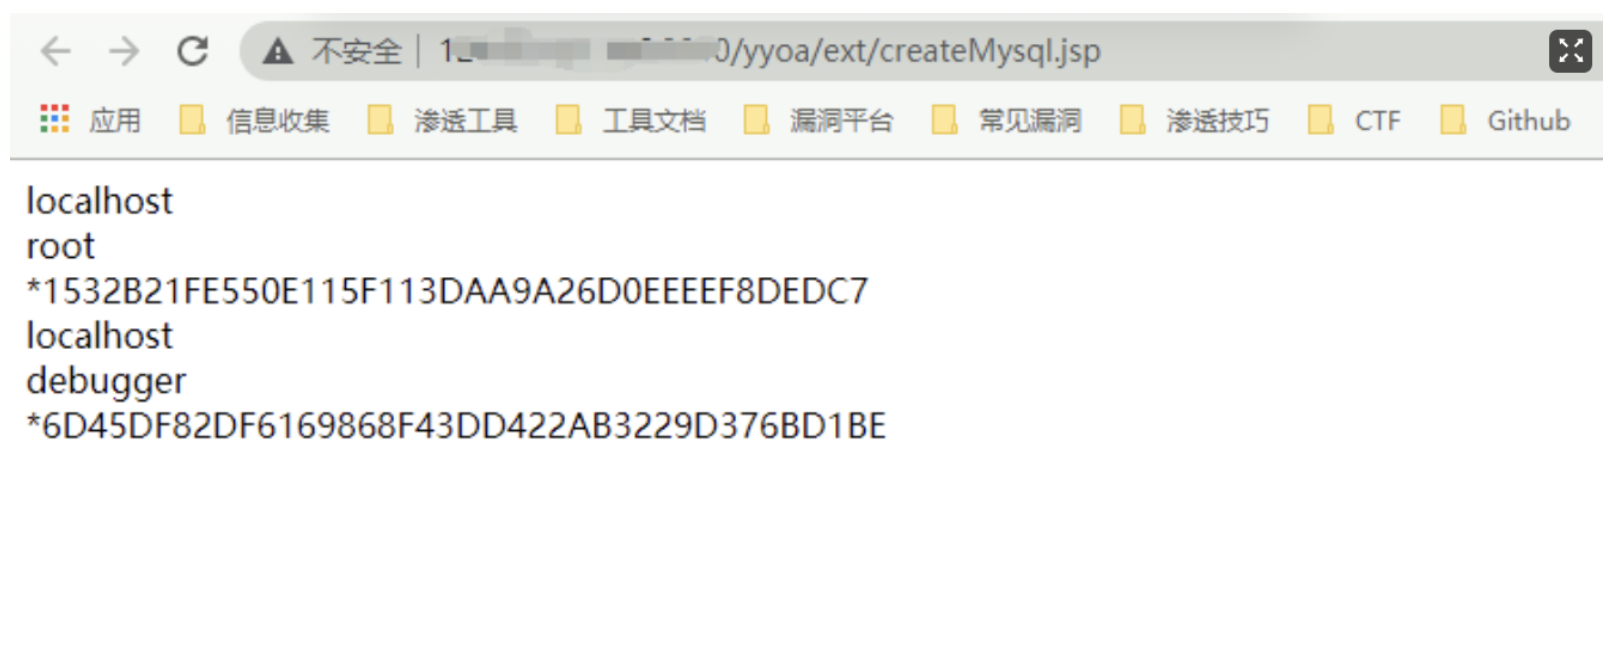 不安全 | 1 0/yyoa/ext/createMysql.jsp
应用 信息收集 渗透工具 工具文档 漏洞平台 常见漏洞 渗透技巧 CTF Github
localhost
root
*1532B21FE550E115F113DAA9A26D0EEEEF8DEDC7
localhost
debugger
*6D45DF82DF6169868F43DD422AB3229D376BD1BE